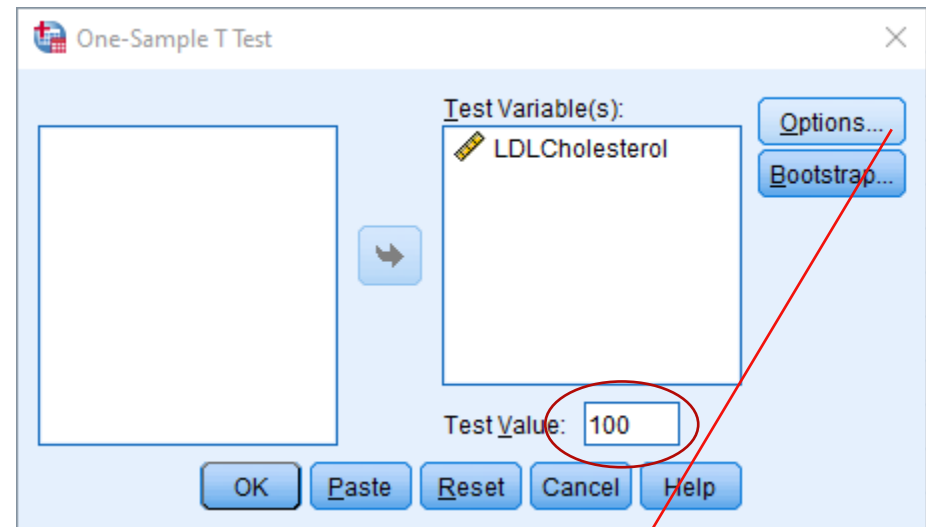 One-Sample T Test
Test Variable(s):
LDLCholesterol
Options...
Bootstrap...
Test Value: 100
OK Paste Reset Cancel Help